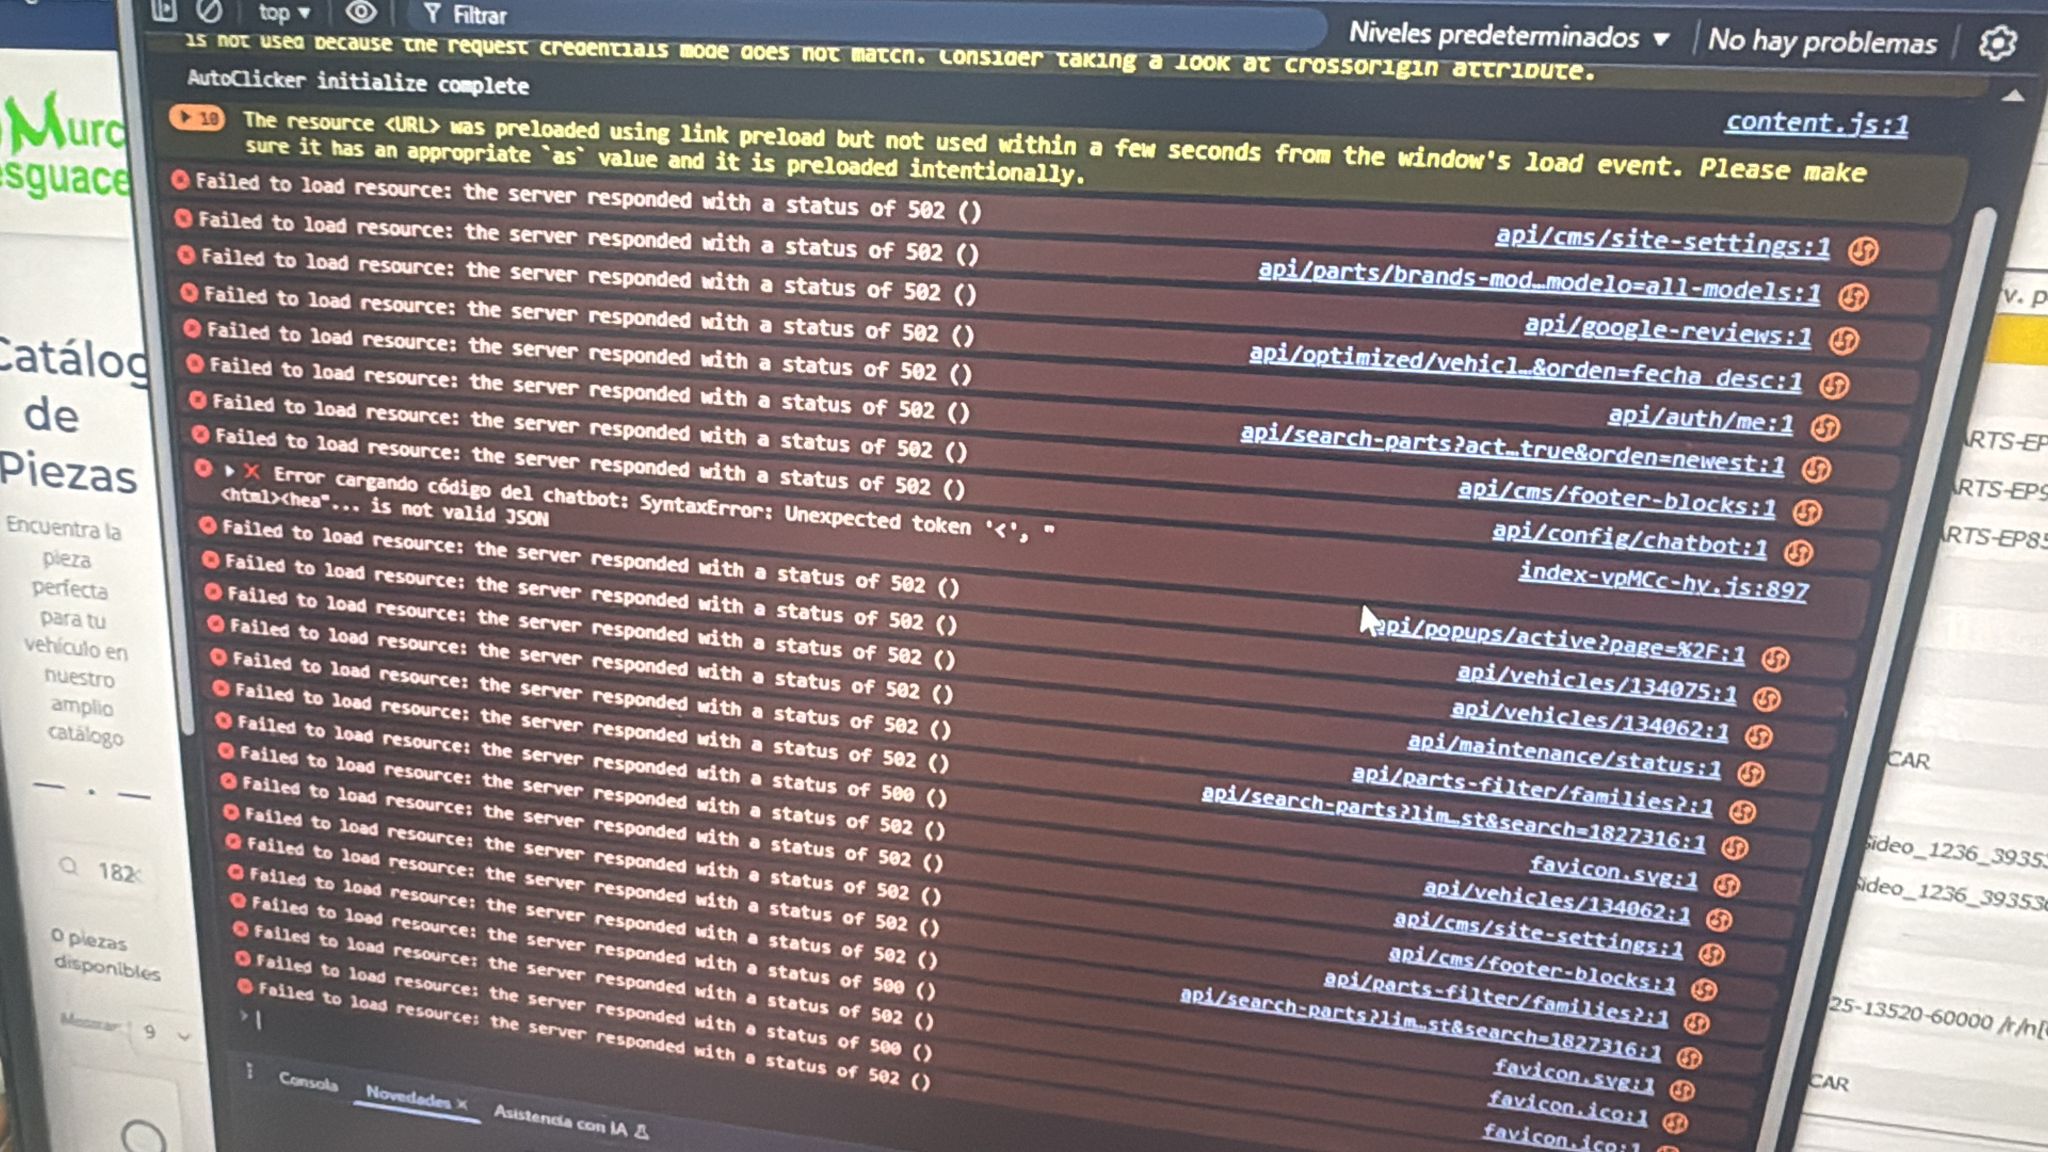 top ▼
Filtrar
Niveles predeterminados ▼
No hay problemas
is not used because the request credentials mode does not match. Consider taking a look at crossorigin attribute.
AutoClicker initialize complete
content.js:1
10 The resource <URL> was preloaded using link preload but not used within a few seconds from the window's load event. Please make
sure it has an appropriate `as` value and it is preloaded intentionally.
Failed to load resource: the server responded with a status of 502 ()
api/cms/site-settings:1
Failed to load resource: the server responded with a status of 502 ()
api/parts/brands-mod…modelo=all-models:1
Failed to load resource: the server responded with a status of 502 ()
api/google-reviews:1
Failed to load resource: the server responded with a status of 502 ()
api/optimized/vehicl…&orden=fecha_desc:1
Failed to load resource: the server responded with a status of 502 ()
api/auth/me:1
Failed to load resource: the server responded with a status of 502 ()
api/search-parts?act…true&orden=newest:1
Failed to load resource: the server responded with a status of 502 ()
api/cms/footer-blocks:1
Failed to load resource: the server responded with a status of 502 ()
api/config/chatbot:1
❌ Error cargando código del chatbot: SyntaxError: Unexpected token '<', "
<html><hea"... is not valid JSON
index-vpMCc-hy.js:897
Failed to load resource: the server responded with a status of 502 ()
api/popups/active?page=%2F:1
Failed to load resource: the server responded with a status of 502 ()
api/vehicles/134075:1
Failed to load resource: the server responded with a status of 502 ()
api/vehicles/134062:1
Failed to load resource: the server responded with a status of 502 ()
api/maintenance/status:1
Failed to load resource: the server responded with a status of 502 ()
api/parts-filter/families?:1
Failed to load resource: the server responded with a status of 502 ()
api/search-parts?lim…st&search=1827316:1
Failed to load resource: the server responded with a status of 500 ()
favicon.svg:1
Failed to load resource: the server responded with a status of 502 ()
api/vehicles/134062:1
Failed to load resource: the server responded with a status of 502 ()
api/cms/site-settings:1
Failed to load resource: the server responded with a status of 502 ()
api/cms/footer-blocks:1
Failed to load resource: the server responded with a status of 502 ()
api/parts-filter/families?:1
Failed to load resource: the server responded with a status of 502 ()
api/search-parts?lim…st&search=1827316:1
Failed to load resource: the server responded with a status of 500 ()
favicon.svg:1
Failed to load resource: the server responded with a status of 502 ()
favicon.ico:1
Failed to load resource: the server responded with a status of 500 ()
favicon.ico:1
Failed to load resource: the server responded with a status of 502 ()
Consola
Novedades ×
Asistencia con IA
Murc
sguace
Catálog
de
Piezas
Encuentra la
pieza
perfecta
para tu
vehículo en
nuestro
amplio
catálogo
182
0 piezas
disponibles
Mostrar
9
v. p
ARTS-EP
ARTS-EP9
ARTS-EP85
CAR
Sideo_1236_39353
Sideo_1236_393536
25-13520-60000 /r/n[
CAR